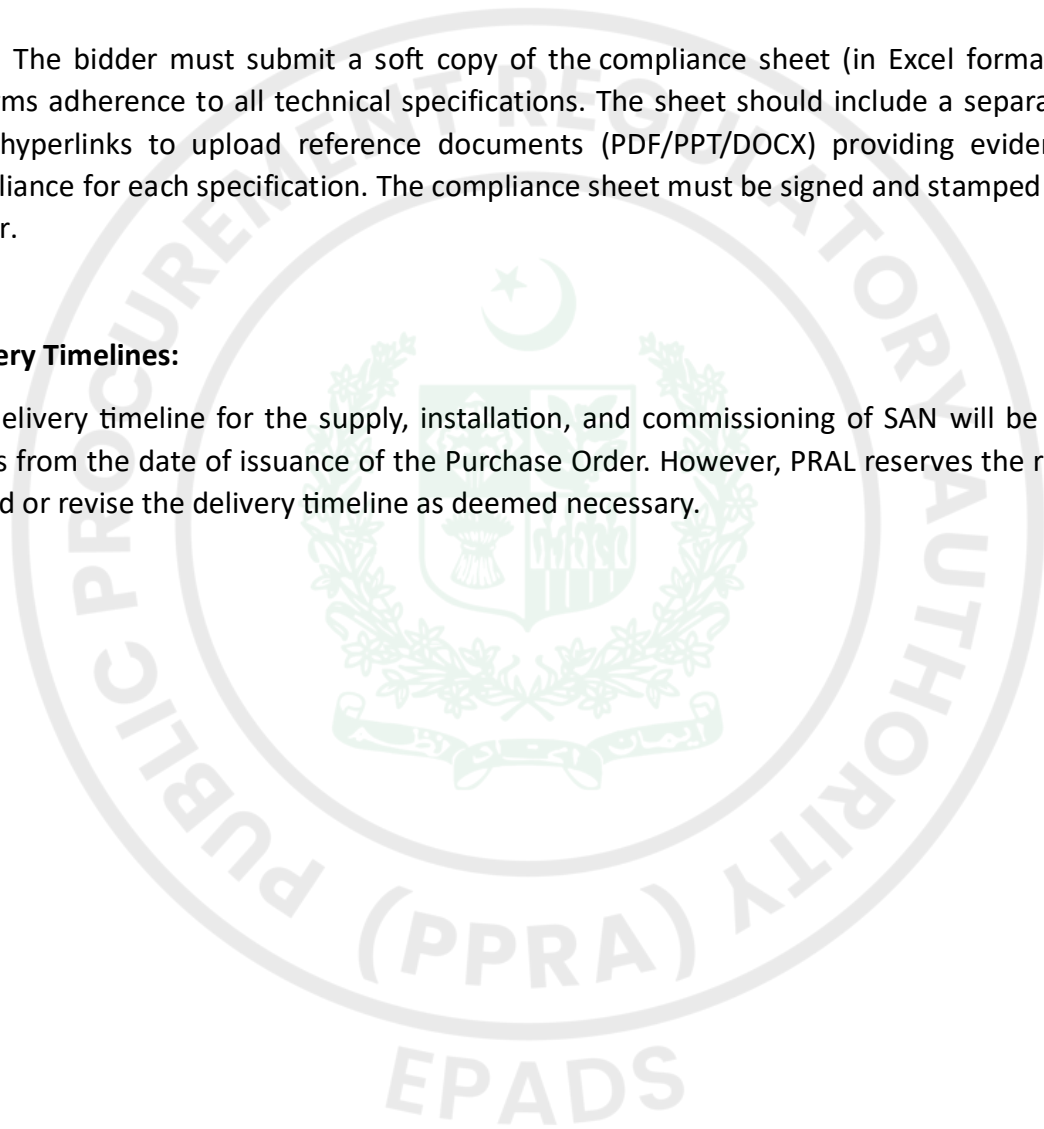 The bidder must submit a soft copy of the compliance sheet (in Excel forma
rms adherence to all technical specifications. The sheet should include a separa
hyperlinks to upload reference documents (PDF/PPT/DOCX) providing evider
liance for each specification. The compliance sheet must be signed and stamped
r.
ery Timelines:
elivery timeline for the supply, installation, and commissioning of SAN will be
s from the date of issuance of the Purchase Order. However, PRAL reserves the r
d or revise the delivery timeline as deemed necessary.
PUBLIC PROCUREMENT REGULATORY AUTHORITY
(PPRA)
EPADS